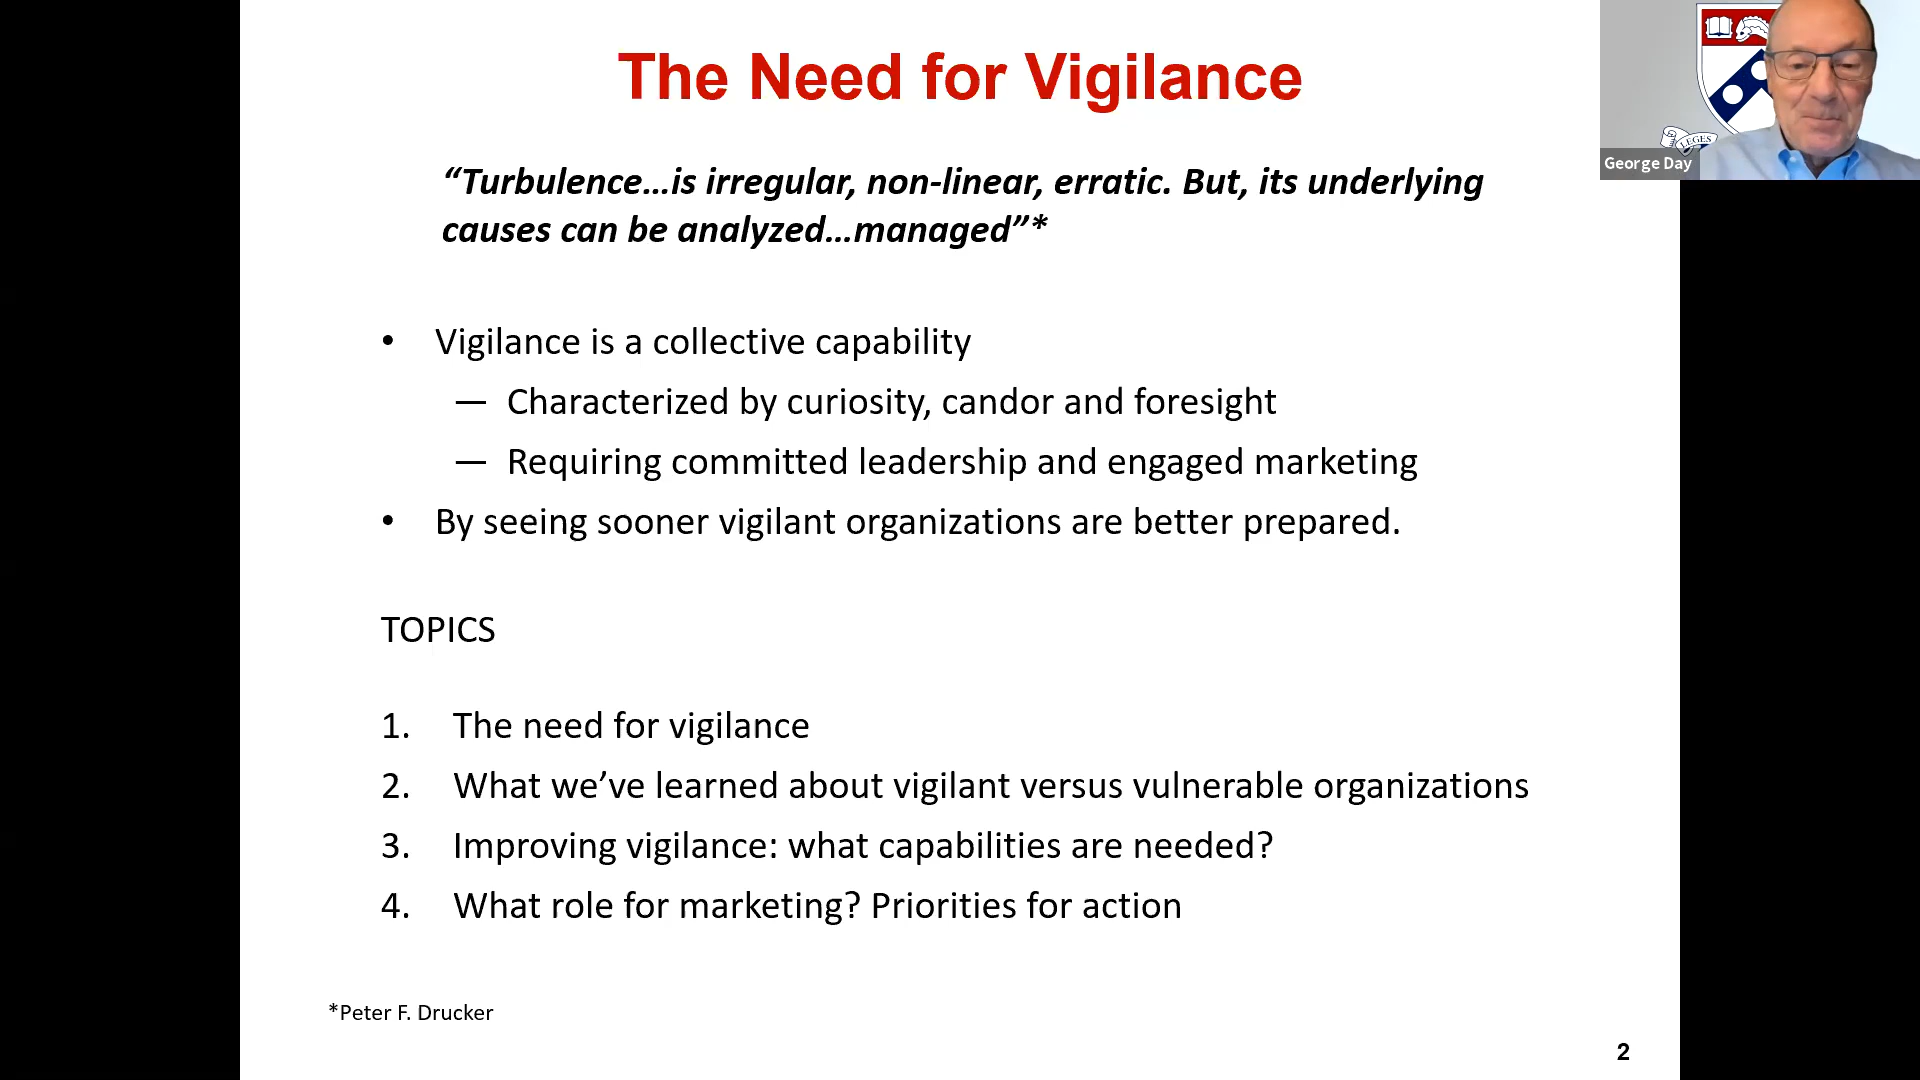 The Need for Vigilance
“Turbulence…is irregular, non-linear, erratic. But, its underlying
causes can be analyzed…managed”*
• Vigilance is a collective capability
— Characterized by curiosity, candor and foresight
— Requiring committed leadership and engaged marketing
• By seeing sooner vigilant organizations are better prepared.
TOPICS
1. The need for vigilance
2. What we’ve learned about vigilant versus vulnerable organizations
3. Improving vigilance: what capabilities are needed?
4. What role for marketing? Priorities for action
*Peter F. Drucker
2
LEGES
George Day